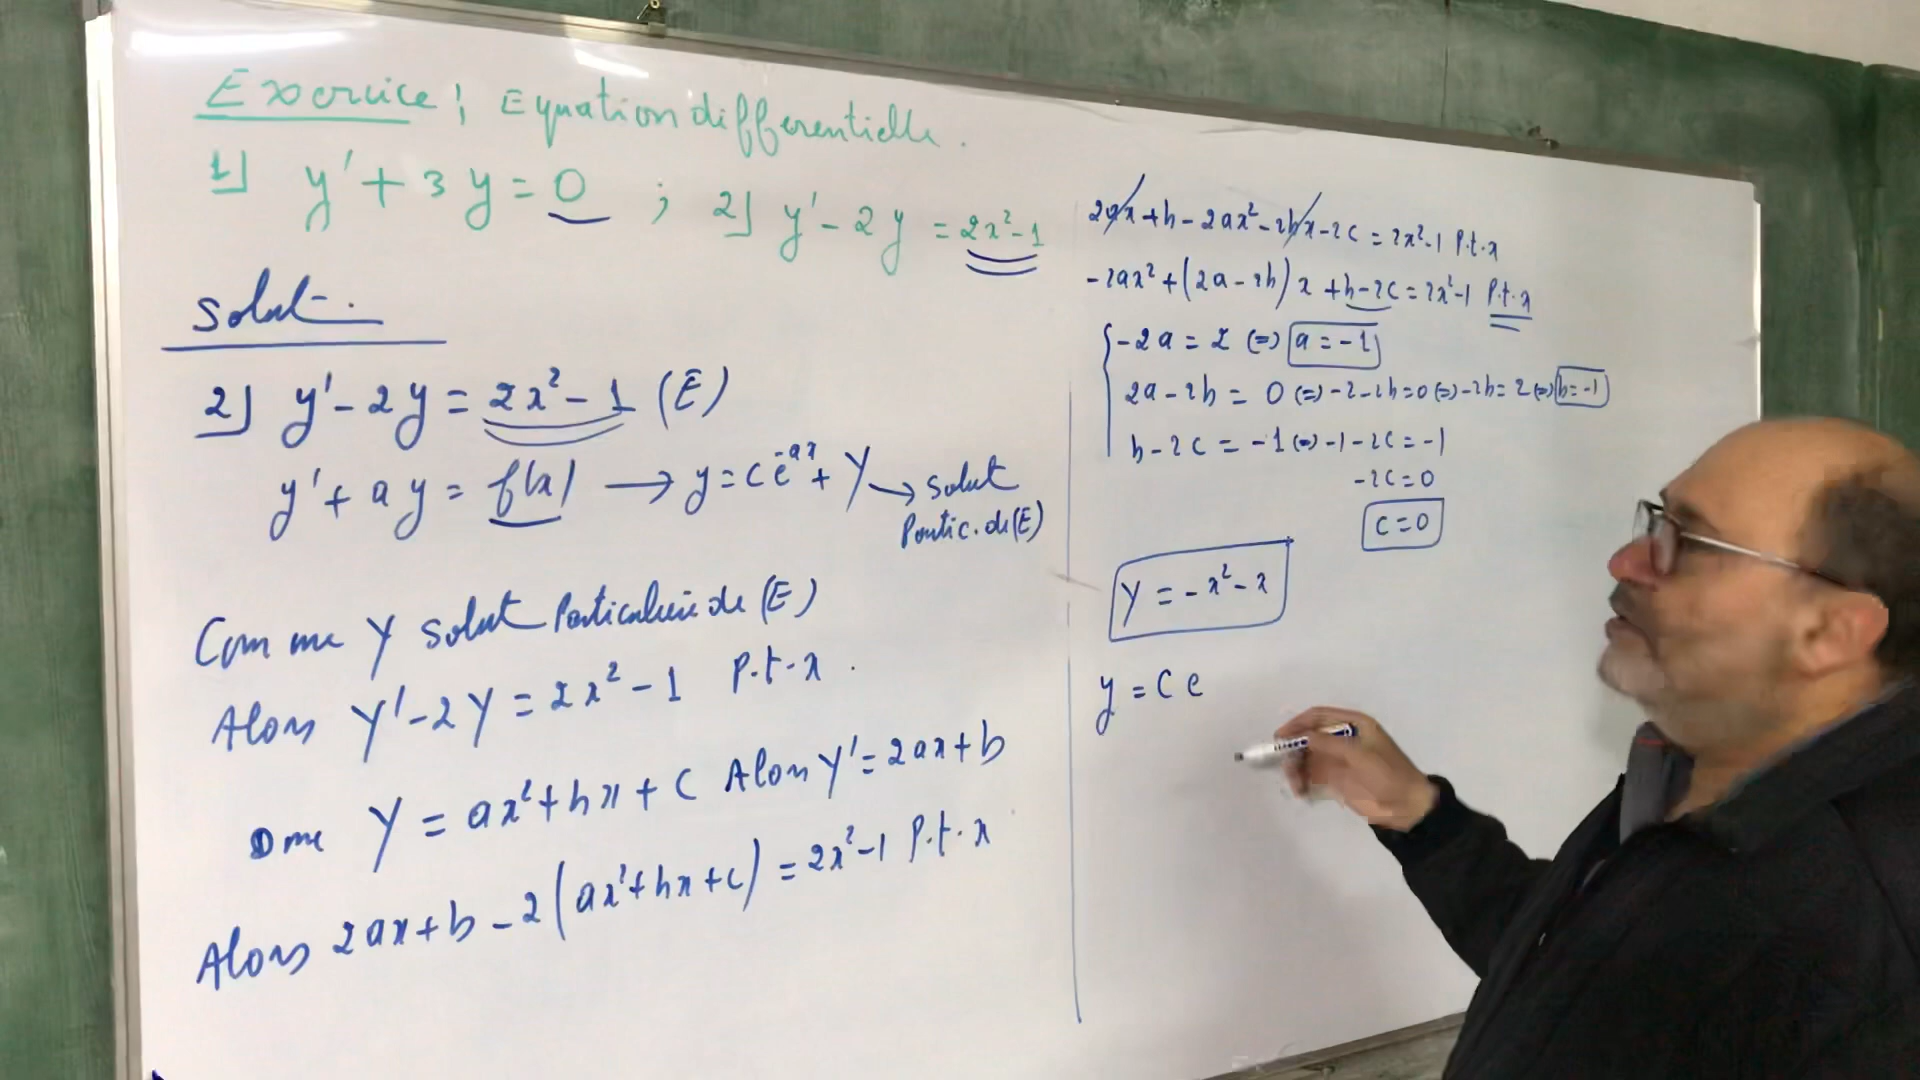 Exercice ; Equation differentielle.
1] y' + 3y = 0 ; 2] y' - 2y = 2x² - 1
Solut.
2] y' - 2y = 2x² - 1 (E)
y' + ay = f(x) → y = Ce^-ax + Y → solut
Partic. de (E)
Comme Y solut Particulière de (E)
Alors Y' - 2Y = 2x² - 1 P.t.x.
Donc Y = ax² + bx + c Alors Y' = 2ax + b
Alors 2ax + b - 2(ax² + bx + c) = 2x² - 1 P.t.x
2ax + b - 2ax² - 2bx - 2c = 2x² - 1 P.t.x
-2ax² + (2a - 2b)x + b - 2c = 2x² - 1 P.t.x
-2a = 2 (=) a = -1
2a - 2b = 0 (=) -2 - 2b = 0 (=) -2b = 2 (=) b = -1
b - 2c = -1 (=) -1 - 2c = -1
-2c = 0
c = 0
Y = -x² - x
y = C e